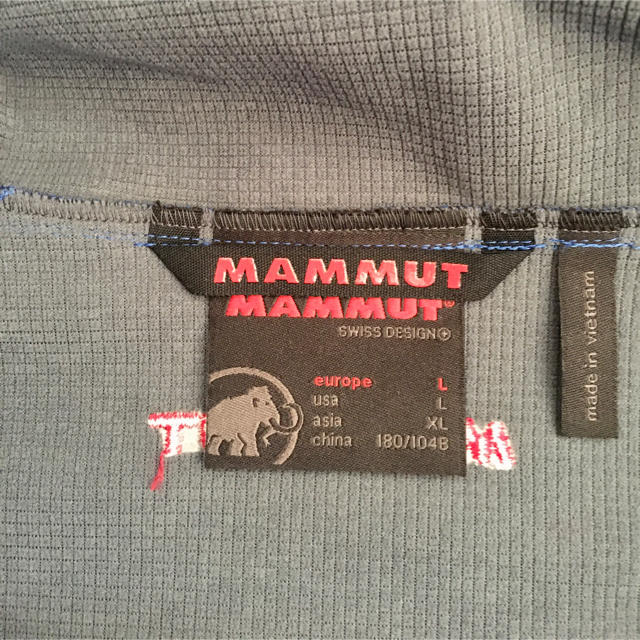 MAMMUT
MAMMUT®
SWISS DESIGN
europe L
usa L
asia XL
china 180/104B
made in vietnam